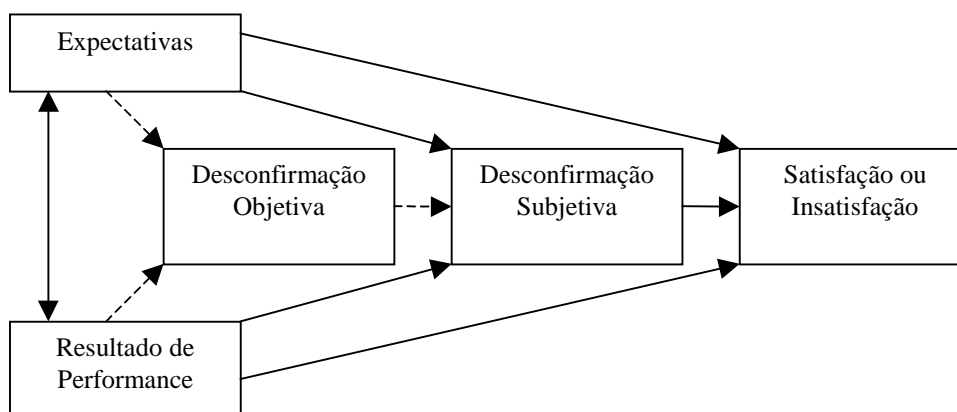 Expectativas
Desconfirmação
Objetiva
Desconfirmação
Subjetiva
Satisfação ou
Insatisfação
Resultado de
Performance